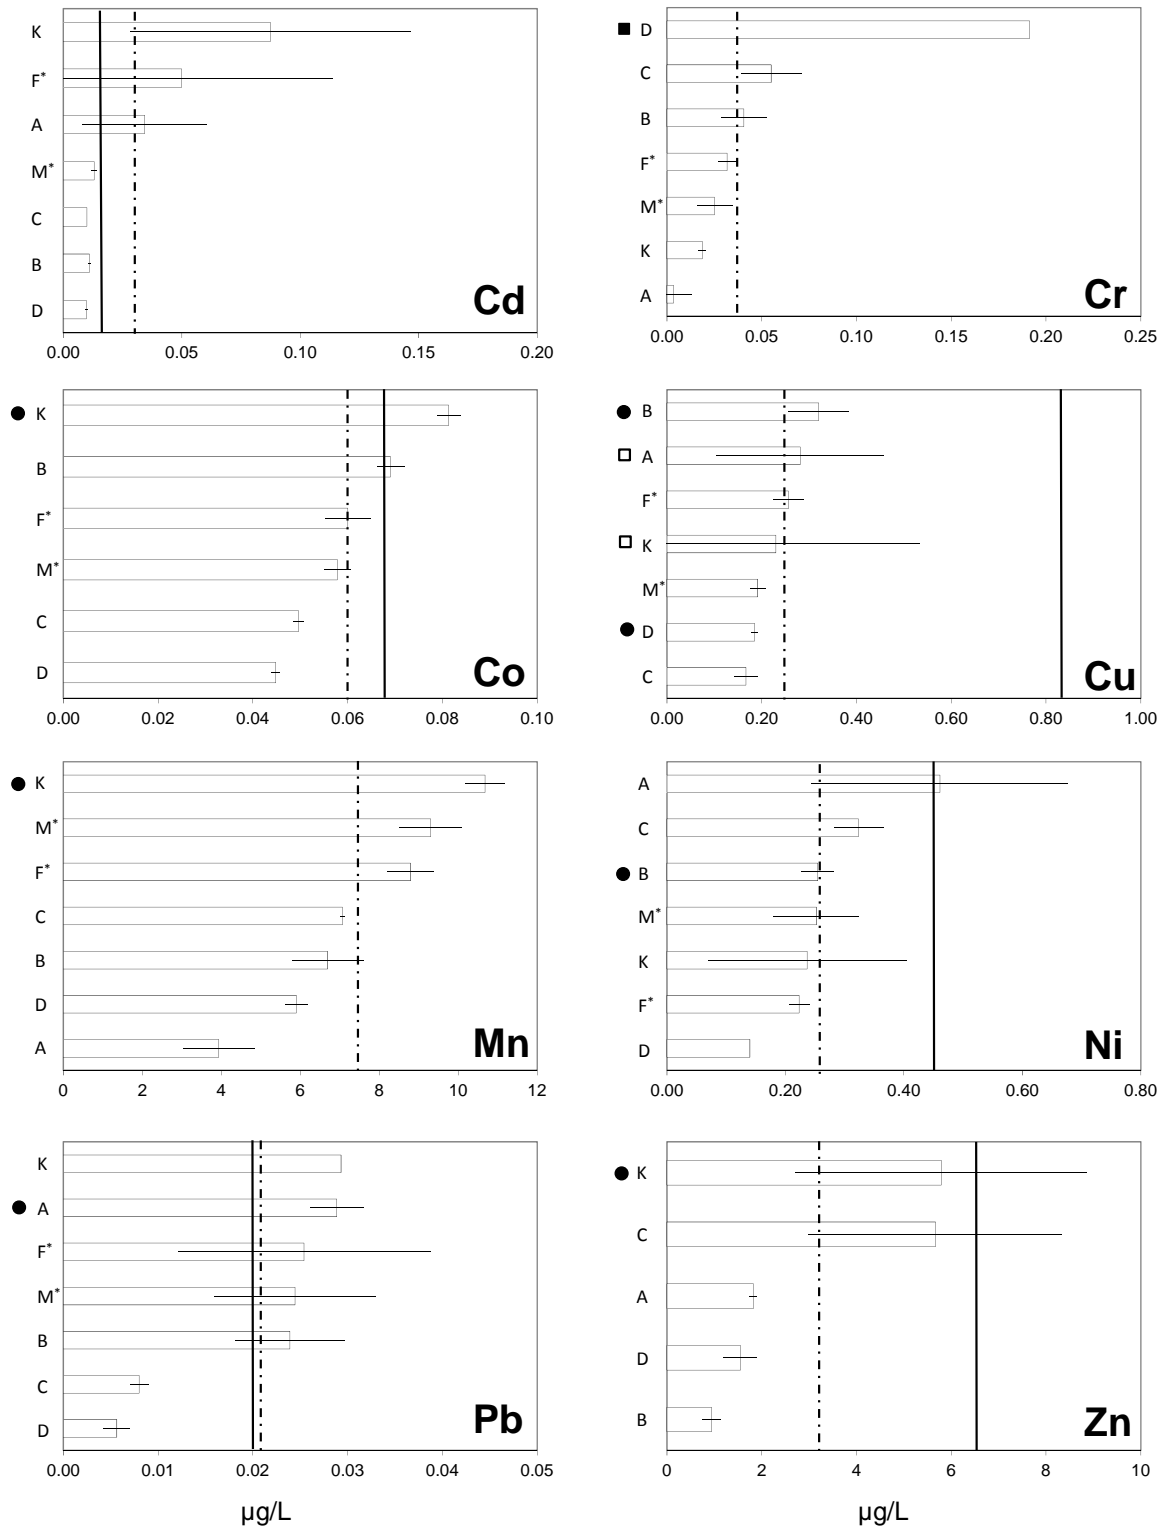 K
F*
A
M*
C
B
D
Cd
0.00 0.05 0.10 0.15 0.20
D
C
B
F*
M*
K
A
Cr
0.00 0.05 0.10 0.15 0.20 0.25
K
B
F*
M*
C
D
Co
0.00 0.02 0.04 0.06 0.08 0.10
B
A
F*
K
M*
D
C
Cu
0.00 0.20 0.40 0.60 0.80 1.00
K
M*
F*
C
B
D
A
Mn
0 2 4 6 8 10 12
A
C
B
M*
K
F*
D
Ni
0.00 0.20 0.40 0.60 0.80
K
A
F*
M*
B
C
D
Pb
0.00 0.01 0.02 0.03 0.04 0.05
µg/L
K
C
A
D
B
Zn
0 2 4 6 8 10
µg/L